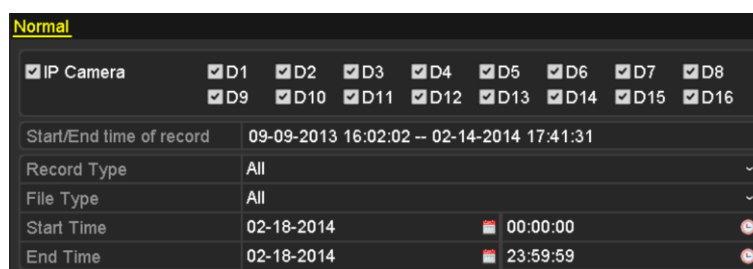 Normal
IP Camera D1 D2 D3 D4 D5 D6 D7 D8
D9 D10 D11 D12 D13 D14 D15 D16
Start/End time of record 09-09-2013 16:02:02 -- 02-14-2014 17:41:31
Record Type All
File Type All
Start Time 02-18-2014 00:00:00
End Time 02-18-2014 23:59:59